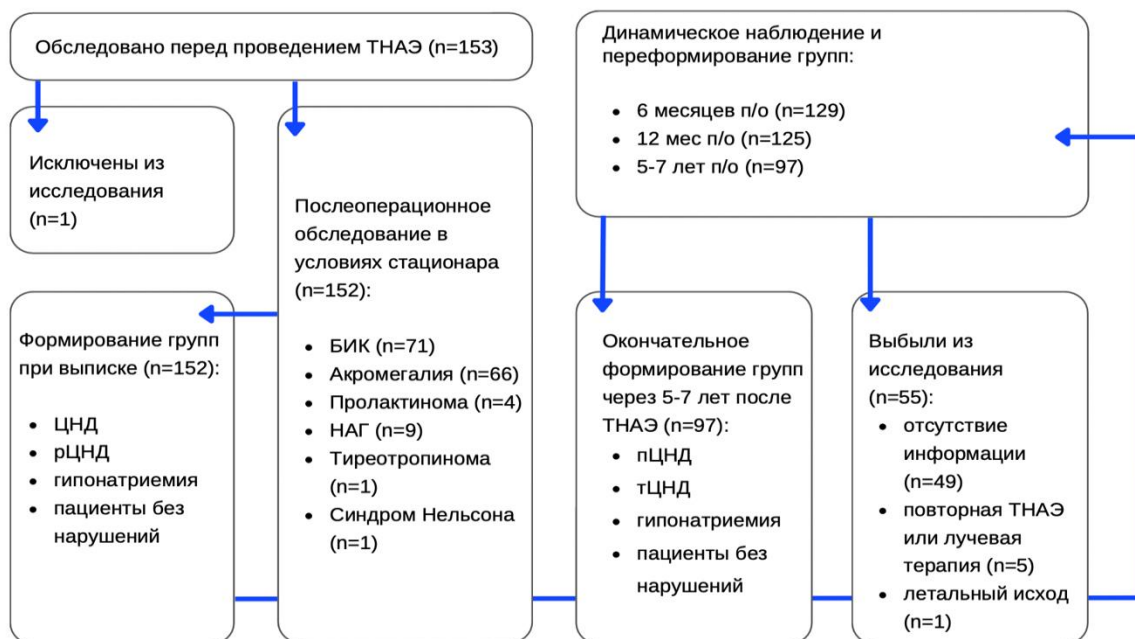 Обследовано перед проведением ТНАЭ (n=153)
Исключены из
исследования
(n=1)
Послеоперационное
обследование в
условиях стационара
(n=152):
• БИК (n=71)
• Акромегалия (n=66)
• Пролактинома (n=4)
• НАГ (n=9)
• Тиреотропинома
(n=1)
• Синдром Нельсона
(n=1)
Формирование групп
при выписке (n=152):
• ЦНД
• рЦНД
• гипонатриемия
• пациенты без
нарушений
Динамическое наблюдение и
переформирование групп:
• 6 месяцев п/о (n=129)
• 12 мес п/о (n=125)
• 5-7 лет п/о (n=97)
Окончательное
формирование групп
через 5-7 лет после
ТНАЭ (n=97):
• пЦНД
• тЦНД
• гипонатриемия
• пациенты без
нарушений
Выбыли из
исследования
(n=55):
• отсутствие
информации
(n=49)
• повторная ТНАЭ
или лучевая
терапия (n=5)
• летальный исход
(n=1)